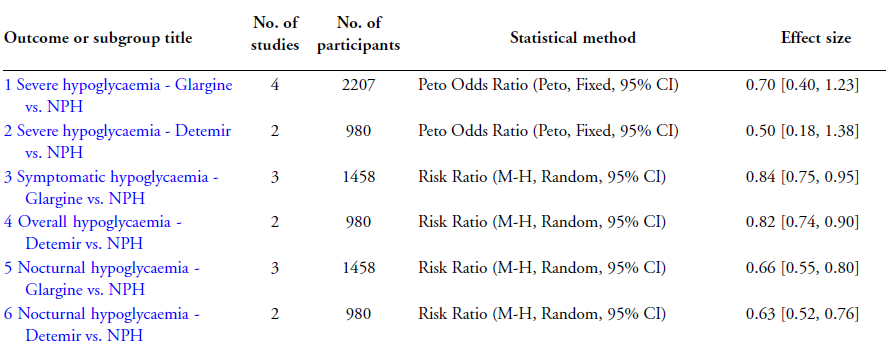 Outcome or subgroup title No. of studies No. of participants Statistical method Effect size
1 Severe hypoglycaemia - Glargine 4 2207 Peto Odds Ratio (Peto, Fixed, 95% CI) 0.70 [0.40, 1.23]
vs. NPH
2 Severe hypoglycaemia - Detemir 2 980 Peto Odds Ratio (Peto, Fixed, 95% CI) 0.50 [0.18, 1.38]
vs. NPH
3 Symptomatic hypoglycaemia - 3 1458 Risk Ratio (M-H, Random, 95% CI) 0.84 [0.75, 0.95]
Glargine vs. NPH
4 Overall hypoglycaemia - 2 980 Risk Ratio (M-H, Random, 95% CI) 0.82 [0.74, 0.90]
Detemir vs. NPH
5 Nocturnal hypoglycaemia - 3 1458 Risk Ratio (M-H, Random, 95% CI) 0.66 [0.55, 0.80]
Glargine vs. NPH
6 Nocturnal hypoglycaemia - 2 980 Risk Ratio (M-H, Random, 95% CI) 0.63 [0.52, 0.76]
Detemir vs. NPH